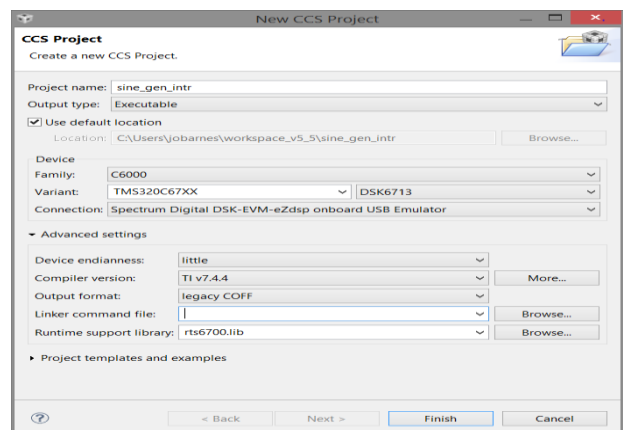 New CCS Project
CCS Project
Create a new CCS Project.
Project name: sine_gen_intr
Output type: Executable
Use default location
Location: C:\Users\jobarnes\workspace_v5_5\sine_gen_intr Browse...
Device
Family: C6000
Variant: TMS320C67XX DSK6713
Connection: Spectrum Digital DSK-EVM-eZdsp onboard USB Emulator
Advanced settings
Device endianness: little
Compiler version: TI v7.4.4 More...
Output format: legacy COFF
Linker command file: Browse...
Runtime support library: rts6700.lib Browse...
Project templates and examples
< Back Next > Finish Cancel